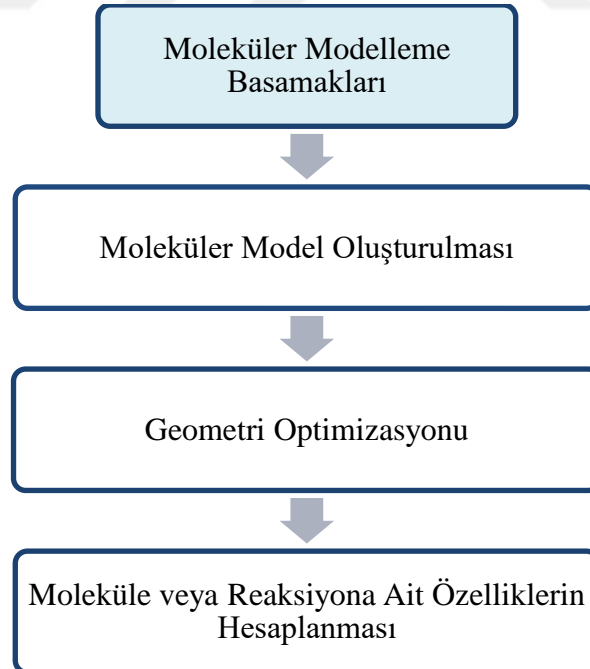 Moleküler Modelleme
Basamakları
Moleküler Model Oluşturulması
Geometri Optimizasyonu
Moleküle veya Reaksiyona Ait Özelliklerin
Hesaplanması